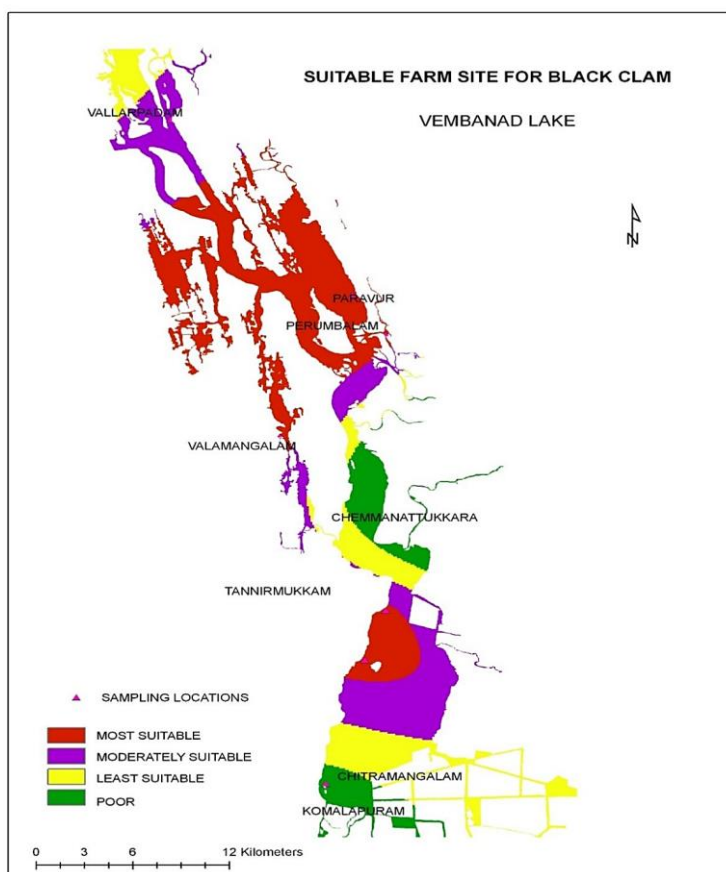 SUITABLE FARM SITE FOR BLACK CLAM
VEMBANAD LAKE
VALLARPADAM
N
PARAVUR
PERUMBALAM
VALAMANGALAM
CHEMMANATTUKKARA
TANNIRMUKKAM
SAMPLING LOCATIONS
MOST SUITABLE
MODERATELY SUITABLE
LEAST SUITABLE
POOR
CHITRAMANGALAM
KOMALAPURAM
0 3 6 12 Kilometers